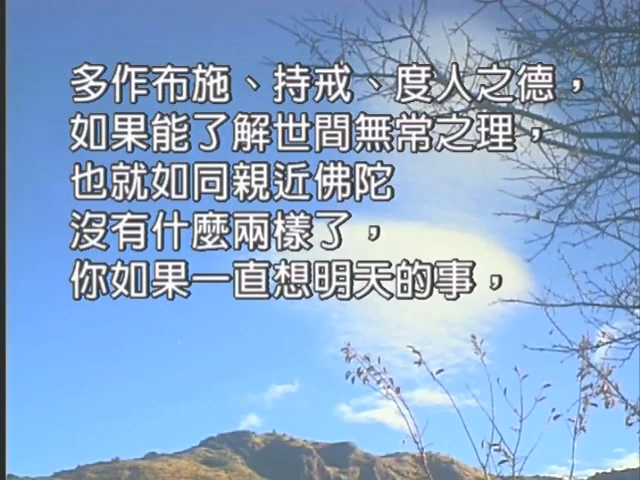 多作布施、持戒、度人之德，
如果能了解世間無常之理，
也就如同親近佛陀
沒有什麼兩樣了，
你如果一直想明天的事，